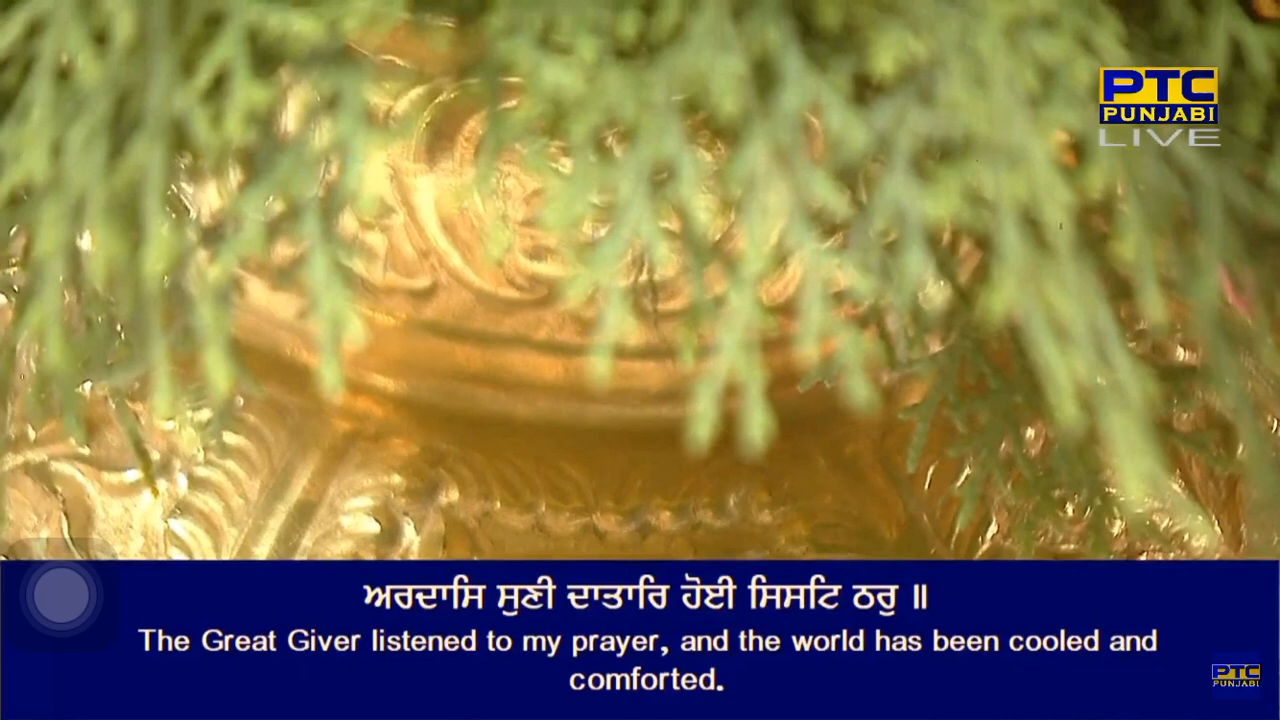 PTC
PUNJABI
LIVE
ਅਰਦਾਸਿ ਸੁਣੀ ਦਾਤਾਰਿ ਹੋਈ ਸਿਸਟਿ ਠਰੁ ॥
The Great Giver listened to my prayer, and the world has been cooled and
comforted.
PTC
PUNJABI